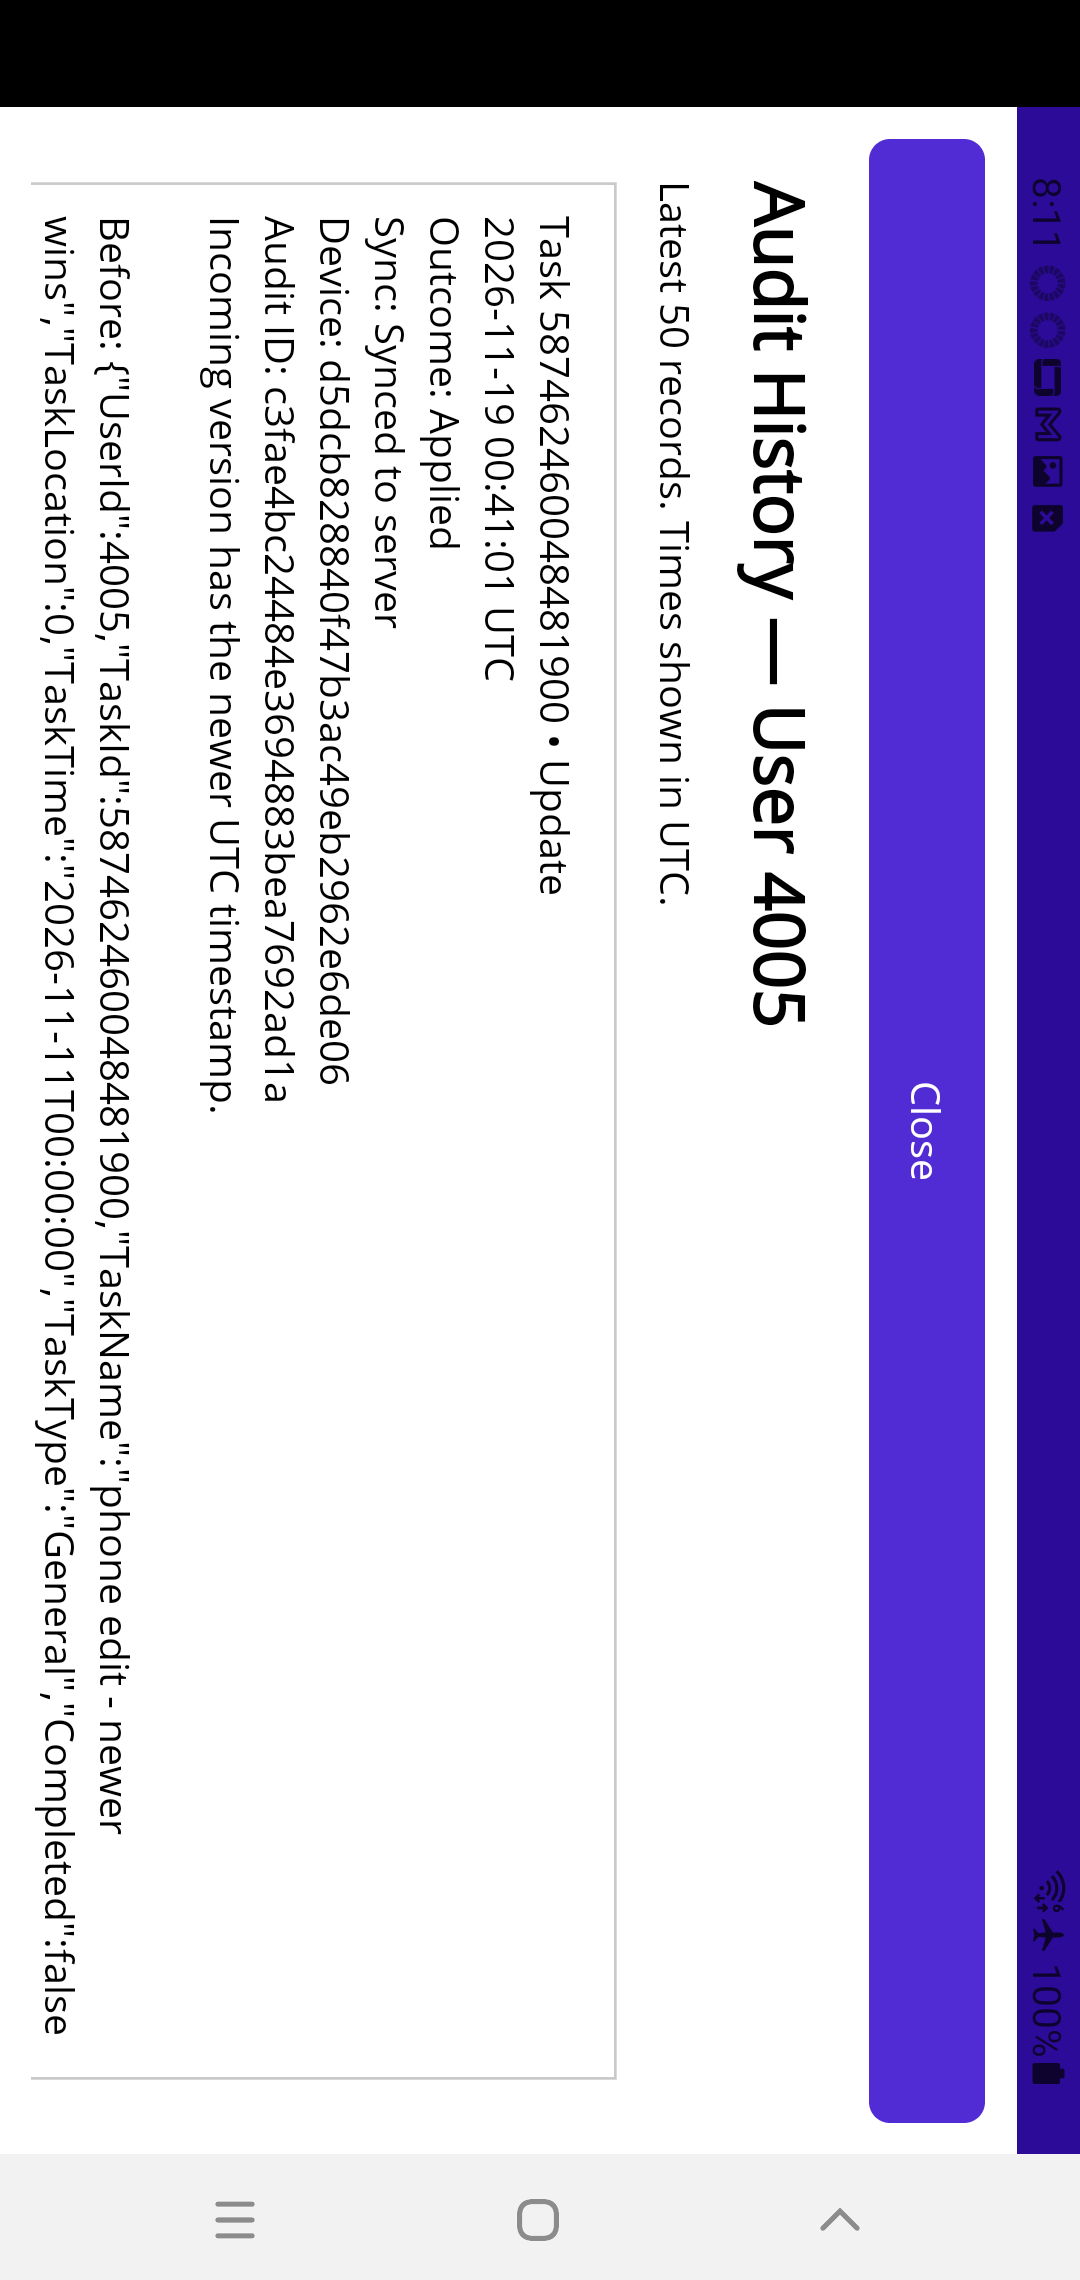 8:11
100%
Close
Audit History — User 4005
Latest 50 records. Times shown in UTC.
Task 5874624600484481900 • Update
2026-11-19 00:41:01 UTC
Outcome: Applied
Sync: Synced to server
Device: d5dcb828840f47b3ac49eb2962e6de06
Audit ID: c3fae4bc24484e3694883bea7692ad1a
Incoming version has the newer UTC timestamp.
Before: {"UserId":4005,"TaskId":5874624600484481900,"TaskName":"phone edit - newer
wins","TaskLocation":0,"TaskTime":"2026-11-11T00:00:00","TaskType":"General","Completed":false